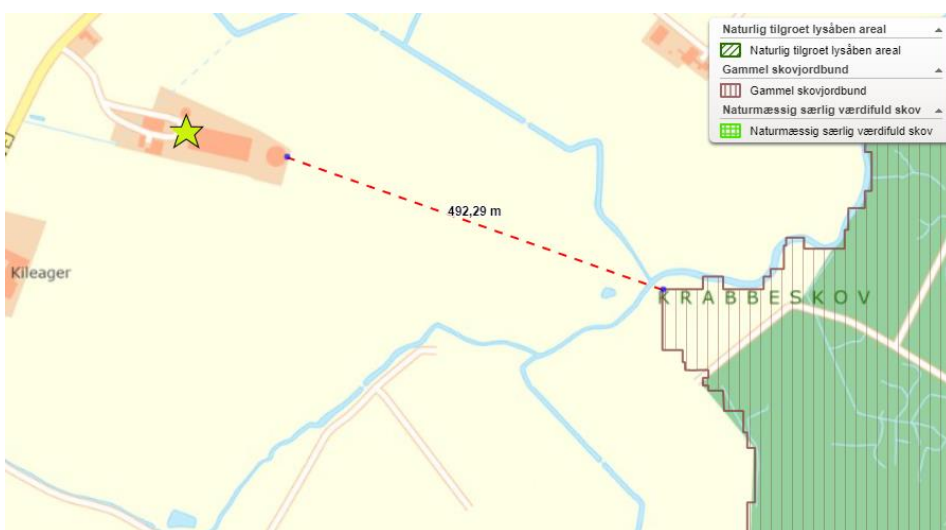 Naturlig tilgroet lysåben areal
Naturlig tilgroet lysåben areal
Gammel skovjordbund
Gammel skovjordbund
Naturmæssig særlig værdifuld skov
Naturmæssig særlig værdifuld skov
492,29 m
Kileager
KRABBESKOV